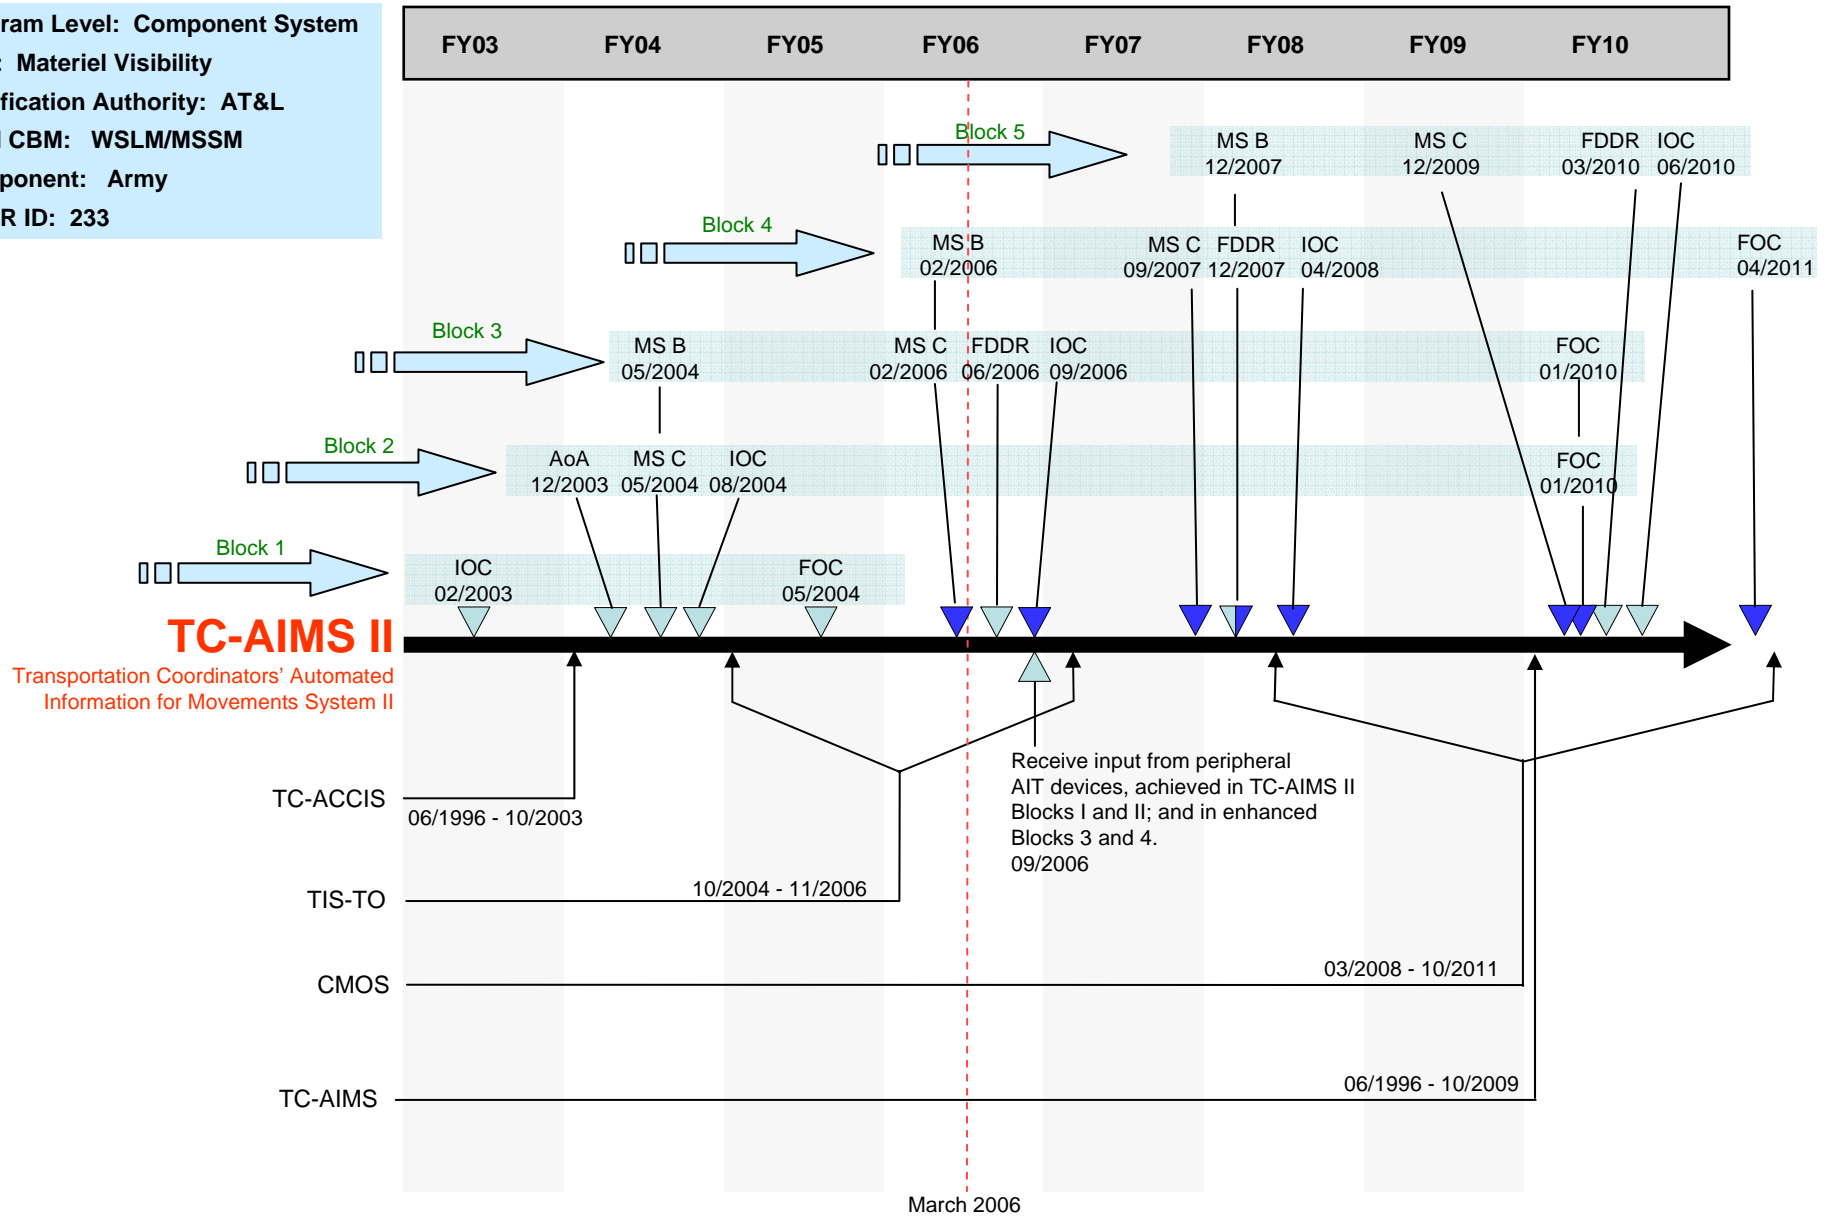 ram Level: Component System
: Materiel Visibility
fication Authority: AT&L
CBM: WSLM/MSSM
ponent: Army
R ID: 233
FY03 FY04 FY05 FY06 FY07 FY08 FY09 FY10
Block 5
MS B MS C FDDR IOC
12/2007 12/2009 03/2010 06/2010
Block 4
MS B MS C FDDR IOC FOC
02/2006 09/2007 12/2007 04/2008 04/2011
Block 3
MS B MS C FDDR IOC FOC
05/2004 02/2006 06/2006 09/2006 01/2010
Block 2
AoA MS C IOC FOC
12/2003 05/2004 08/2004 01/2010
Block 1
IOC FOC
02/2003 05/2004
TC-AIMS II
Transportation Coordinators' Automated
Information for Movements System II
Receive input from peripheral
AIT devices, achieved in TC-AIMS II
Blocks I and II; and in enhanced
Blocks 3 and 4.
09/2006
TC-ACCIS
06/1996 - 10/2003
TIS-TO
10/2004 - 11/2006
CMOS
03/2008 - 10/2011
TC-AIMS
06/1996 - 10/2009
March 2006